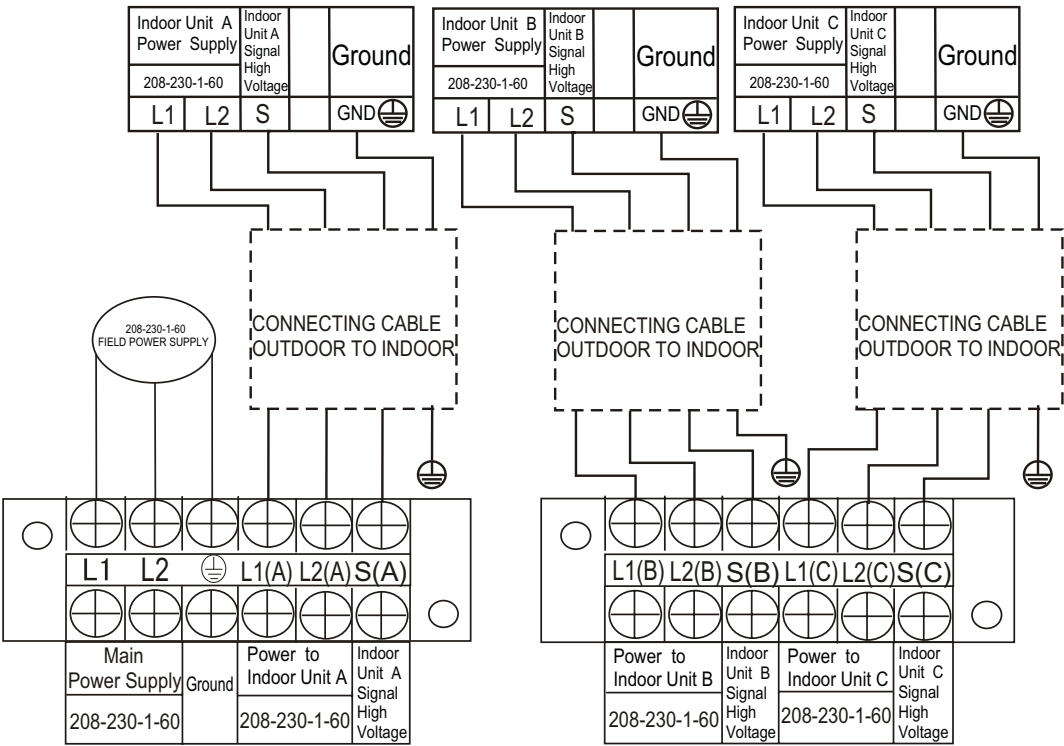 Indoor Unit A
Power Supply
208-230-1-60
Indoor
Unit A
Signal
High
Voltage
Ground
L1 L2 S GND
Indoor Unit B
Power Supply
208-230-1-60
Indoor
Unit B
Signal
High
Voltage
Ground
L1 L2 S GND
Indoor Unit C
Power Supply
208-230-1-60
Indoor
Unit C
Signal
High
Voltage
Ground
L1 L2 S GND
208-230-1-60
FIELD POWER SUPPLY
CONNECTING CABLE
OUTDOOR TO INDOOR
CONNECTING CABLE
OUTDOOR TO INDOOR
CONNECTING CABLE
OUTDOOR TO INDOOR
L1 L2 L1(A) L2(A) S(A)
Main
Power Supply
208-230-1-60
Ground
Power to
Indoor Unit A
208-230-1-60
Indoor
Unit A
Signal
High
Voltage
L1(B) L2(B) S(B) L1(C) L2(C) S(C)
Power to
Indoor Unit B
208-230-1-60
Indoor
Unit B
Signal
High
Voltage
Power to
Indoor Unit C
208-230-1-60
Indoor
Unit C
Signal
High
Voltage